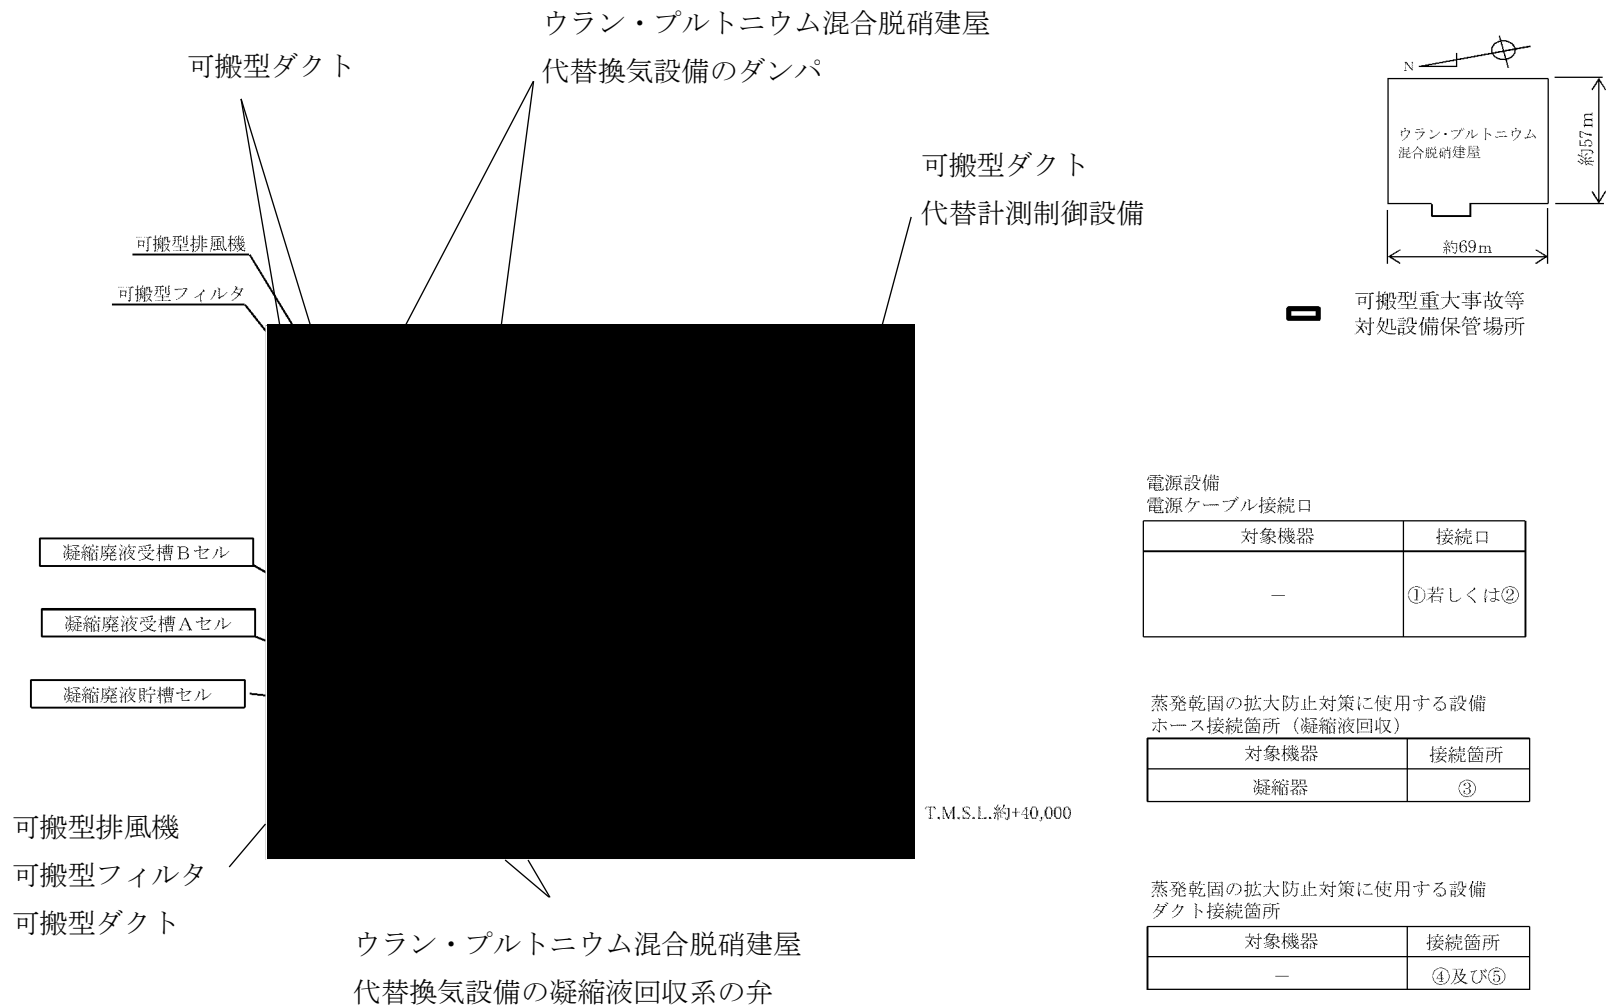 ウラン・プルトニウム混合脱硝建屋
代替換気設備のダンパ
可搬型ダクト
可搬型ダクト
代替計測制御設備
可搬型排風機
可搬型フィルタ
N
ウラン・プルトニウム
混合脱硝建屋
約57m
約69m
可搬型重大事故等
対処設備保管場所
凝縮廃液受槽Bセル
凝縮廃液受槽Aセル
凝縮廃液貯槽セル
可搬型排風機
可搬型フィルタ
可搬型ダクト
T.M.S.L.約+40,000
ウラン・プルトニウム混合脱硝建屋
代替換気設備の凝縮液回収系の弁
電源設備
電源ケーブル接続口
対象機器 接続口
－ ①若しくは②
蒸発乾固の拡大防止対策に使用する設備
ホース接続箇所（凝縮液回収）
対象機器 接続箇所
凝縮器 ③
蒸発乾固の拡大防止対策に使用する設備
ダクト接続箇所
対象機器 接続箇所
－ ④及び⑤